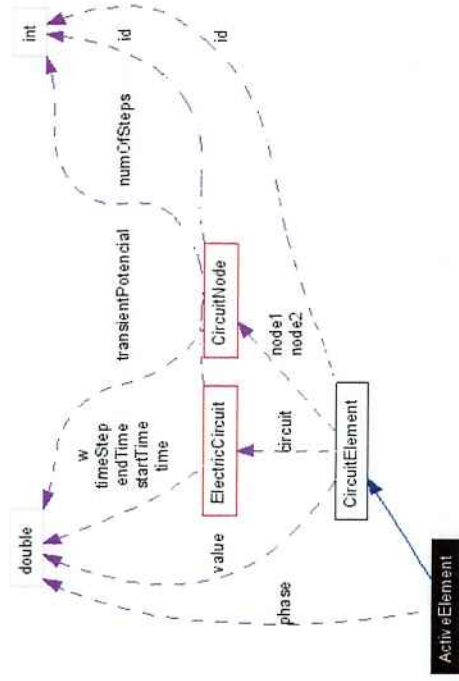 double
int
w
timeStep
endTime
startTime
time
transientPotencial
numOfSteps
id
id
value
phase
ElectricCircuit
CircuitNode
circuit
node1
node2
CircuitElement
ActiveElement